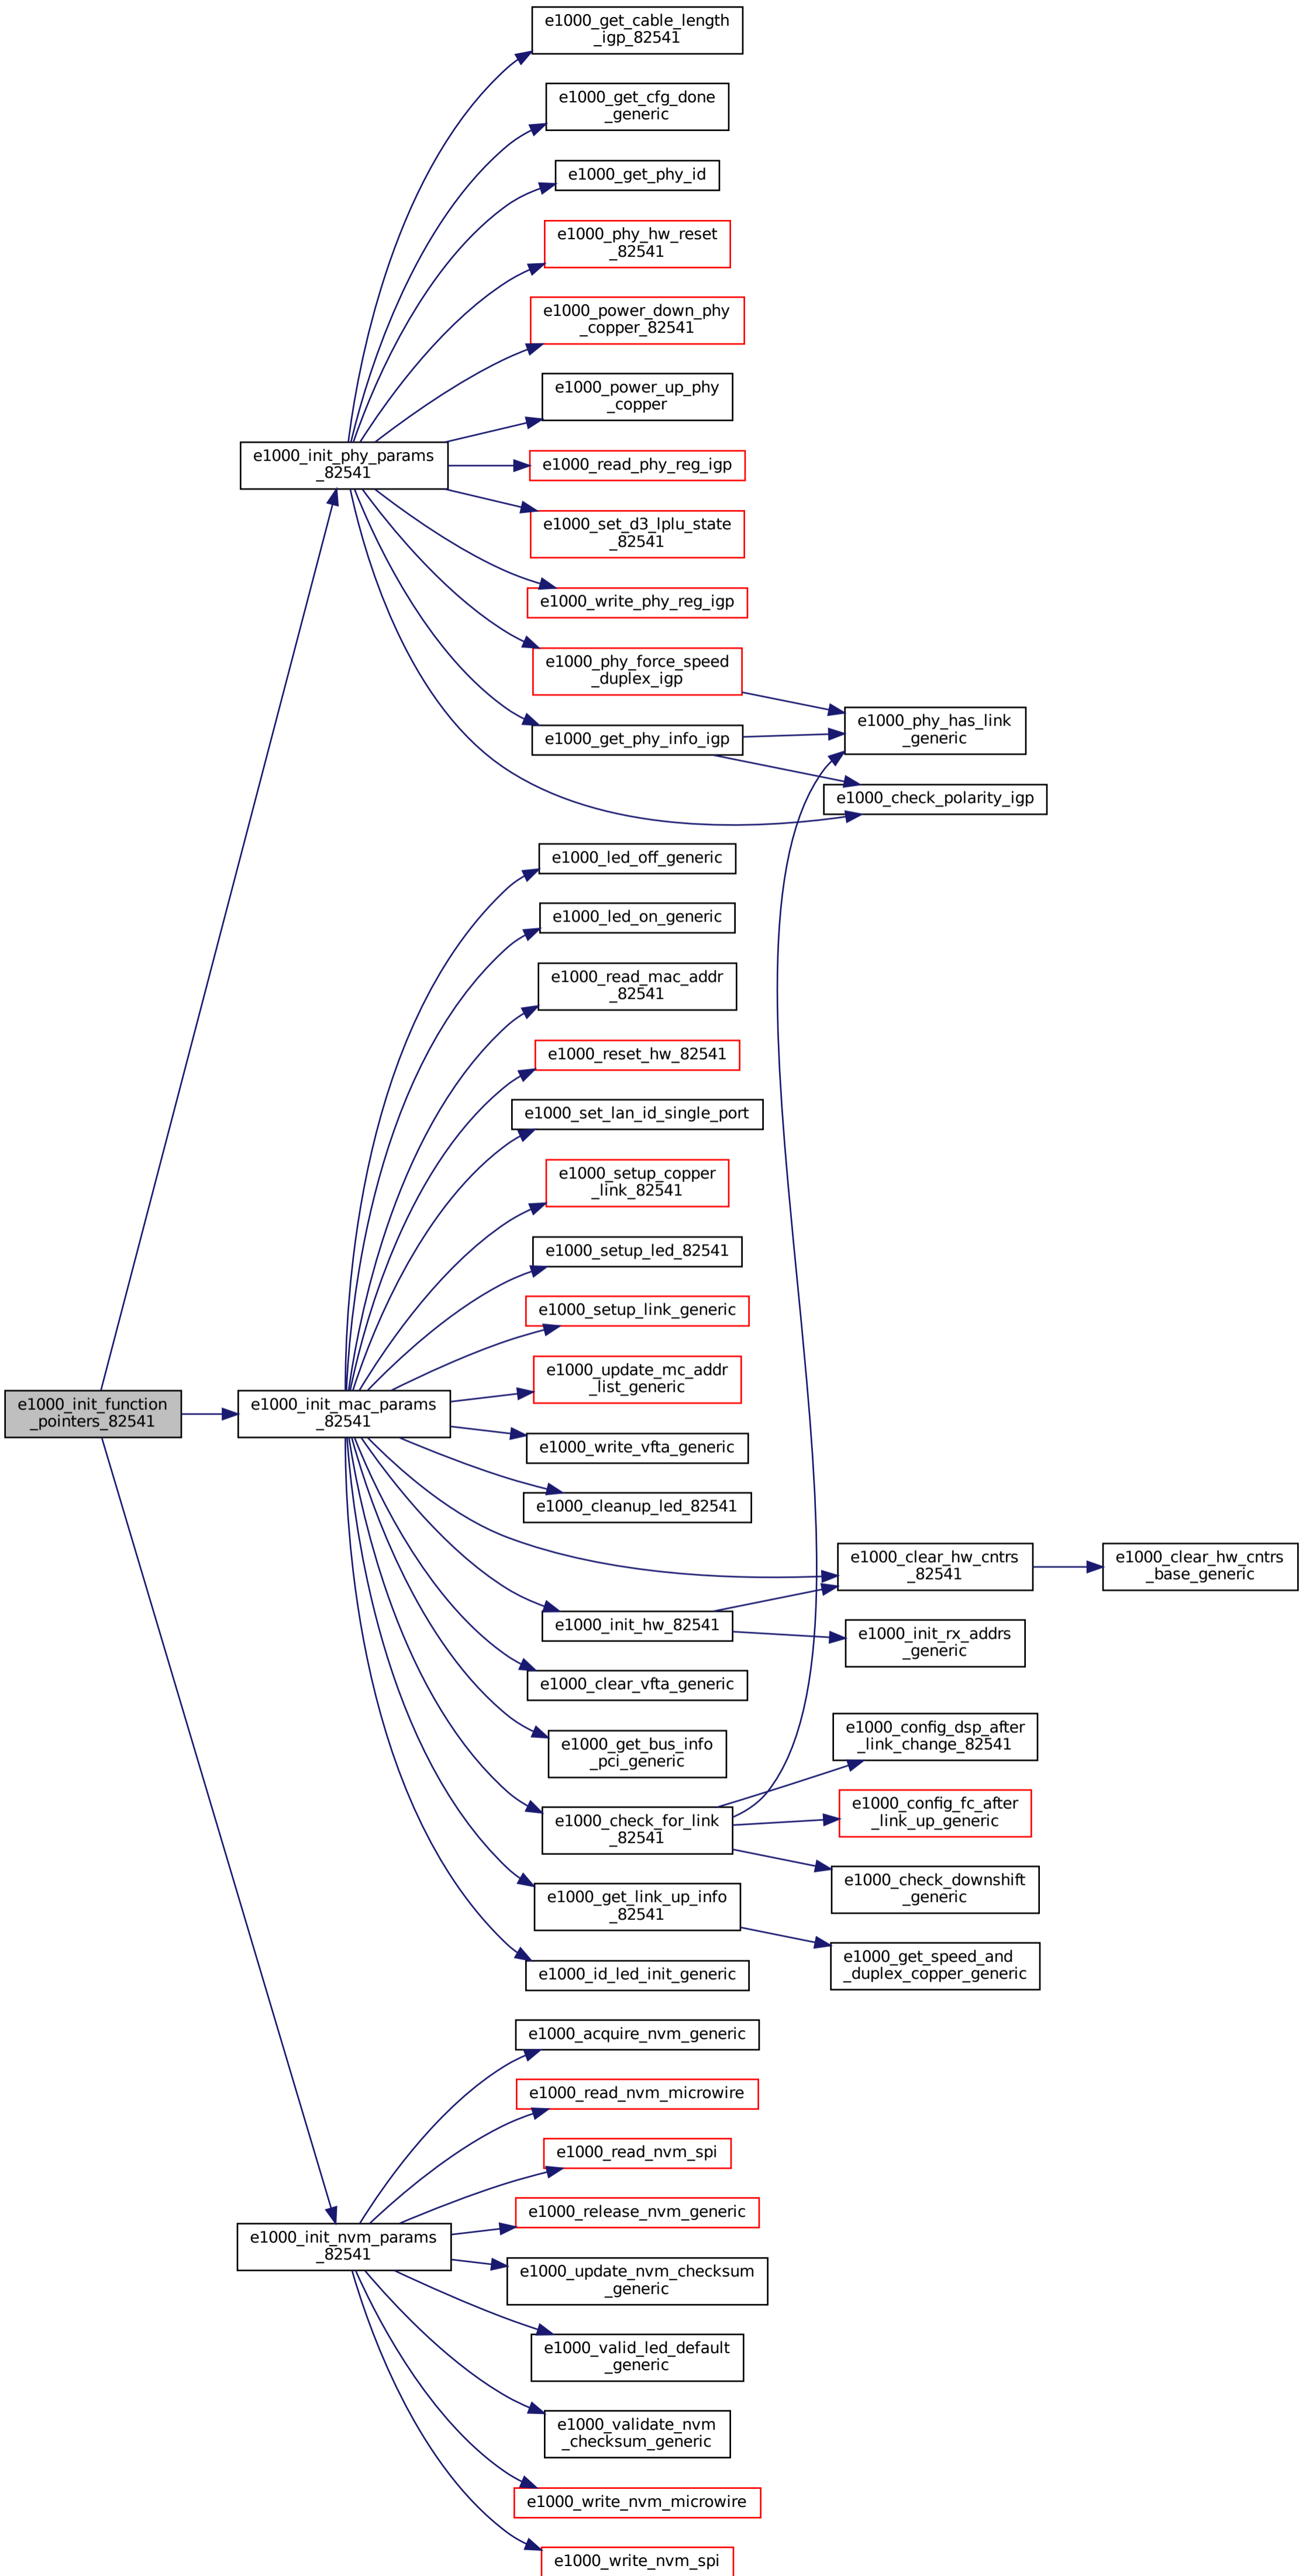 e1000_get_cable_length
_igp_82541
e1000_get_cfg_done
_generic
e1000_get_phy_id
e1000_phy_hw_reset
_82541
e1000_power_down_phy
_copper_82541
e1000_power_up_phy
_copper
e1000_init_phy_params
_82541
e1000_read_phy_reg_igp
e1000_set_d3_lplu_state
_82541
e1000_write_phy_reg_igp
e1000_phy_force_speed
_duplex_igp
e1000_phy_has_link
_generic
e1000_get_phy_info_igp
e1000_check_polarity_igp
e1000_led_off_generic
e1000_led_on_generic
e1000_read_mac_addr
_82541
e1000_reset_hw_82541
e1000_set_lan_id_single_port
e1000_setup_copper
_link_82541
e1000_setup_led_82541
e1000_setup_link_generic
e1000_update_mc_addr
_list_generic
e1000_init_function
_pointers_82541
e1000_init_mac_params
_82541
e1000_write_vfta_generic
e1000_cleanup_led_82541
e1000_clear_hw_cntrs
_82541
e1000_clear_hw_cntrs
_base_generic
e1000_init_hw_82541
e1000_init_rx_addrs
_generic
e1000_clear_vfta_generic
e1000_get_bus_info
_pci_generic
e1000_config_dsp_after
_link_change_82541
e1000_check_for_link
_82541
e1000_config_fc_after
_link_up_generic
e1000_check_downshift
_generic
e1000_get_link_up_info
_82541
e1000_get_speed_and
_duplex_copper_generic
e1000_id_led_init_generic
e1000_acquire_nvm_generic
e1000_read_nvm_microwire
e1000_read_nvm_spi
e1000_release_nvm_generic
e1000_init_nvm_params
_82541
e1000_update_nvm_checksum
_generic
e1000_valid_led_default
_generic
e1000_validate_nvm
_checksum_generic
e1000_write_nvm_microwire
e1000_write_nvm_spi